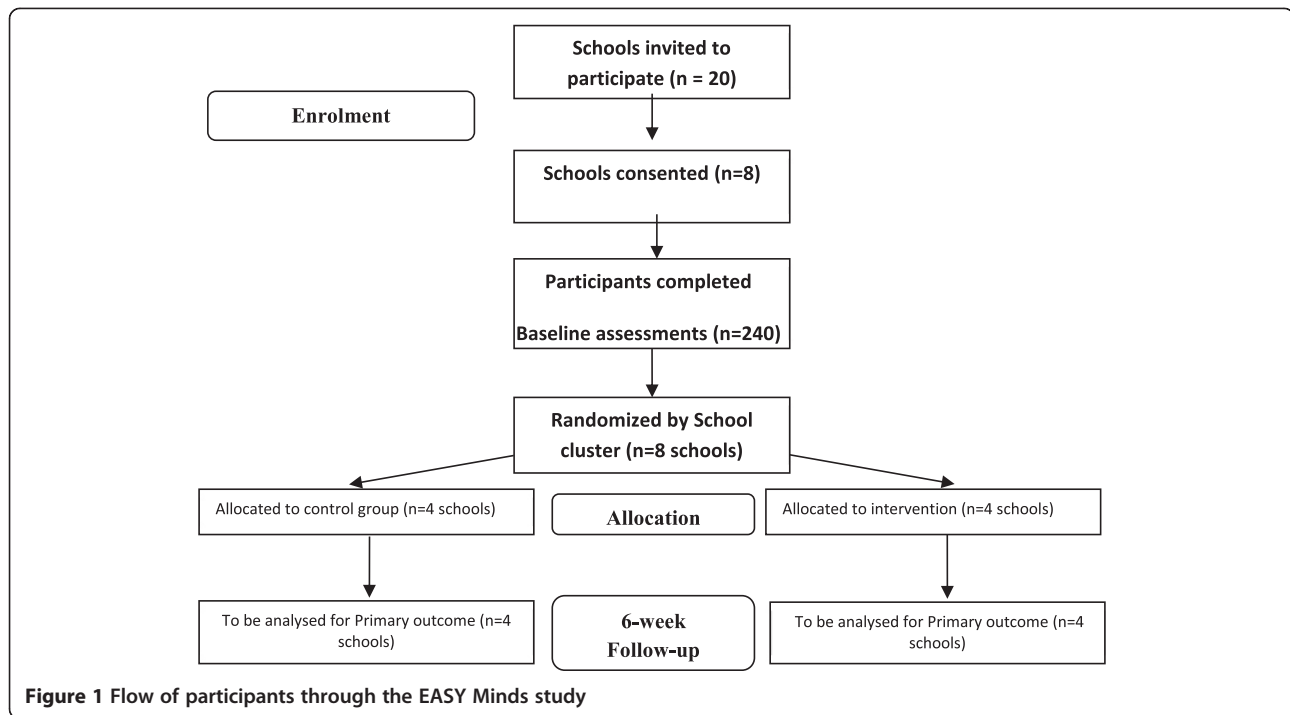 Schools invited to
participate (n = 20)
Enrolment
Schools consented (n=8)
Participants completed
Baseline assessments (n=240)
Randomized by School
cluster (n=8 schools)
Allocated to control group (n=4 schools)
Allocation
Allocated to intervention (n=4 schools)
To be analysed for Primary outcome (n=4
schools)
6-week
Follow-up
To be analysed for Primary outcome (n=4
schools)
Figure 1 Flow of participants through the EASY Minds study